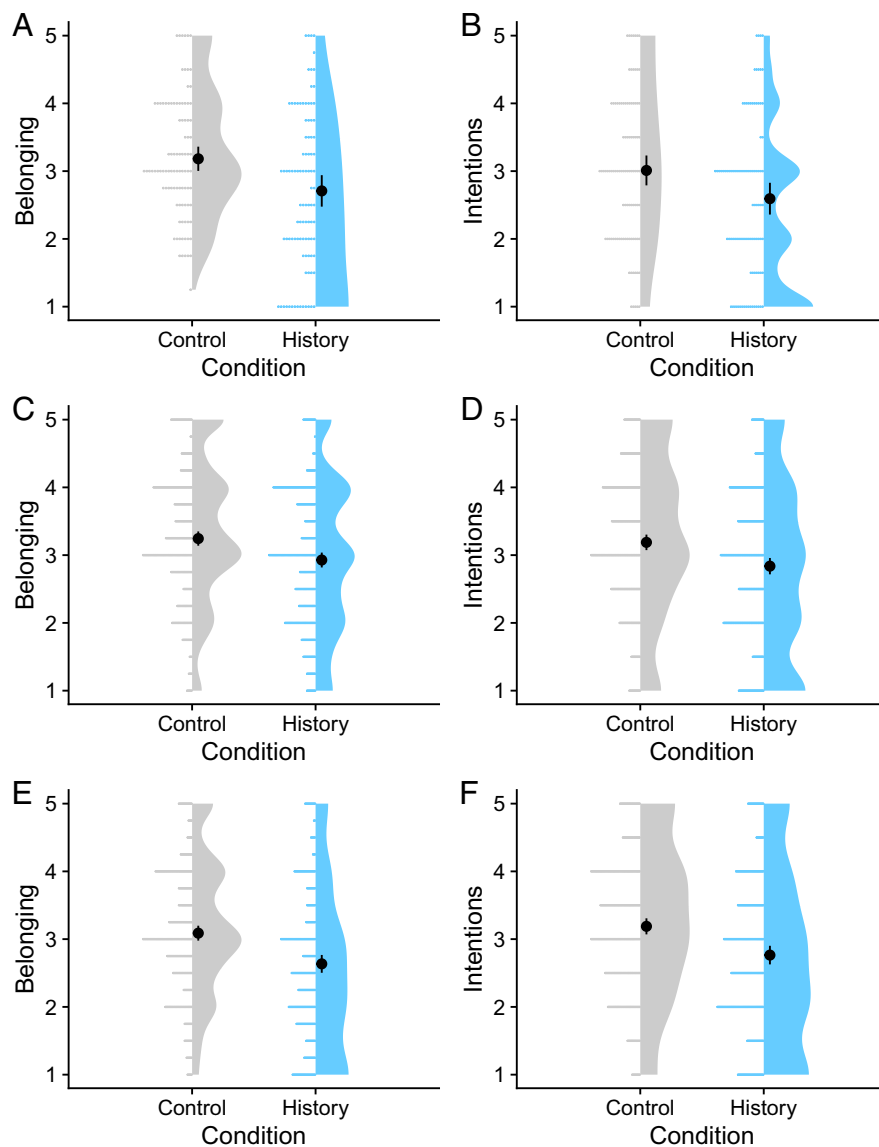 A
B
5
4
3
2
1
Belonging
Control
History
Condition
5
4
3
2
1
Intentions
Control
History
Condition
C
D
5
4
3
2
1
Belonging
Control
History
Condition
5
4
3
2
1
Intentions
Control
History
Condition
E
F
5
4
3
2
1
Belonging
Control
History
Condition
5
4
3
2
1
Intentions
Control
History
Condition